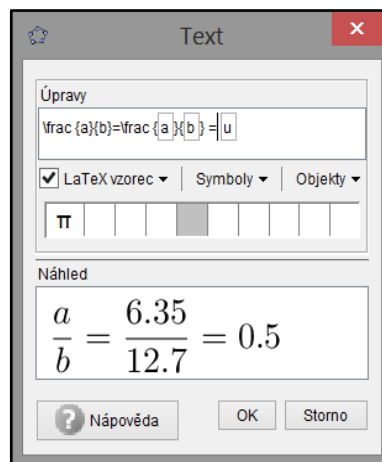 Text
Úpravy
\frac {a}{b}=\frac {a}{b} = u
LaTeX vzorec Symboly Objekty
π
Náhled
a/b = 6.35/12.7 = 0.5
? Nápověda OK Storno